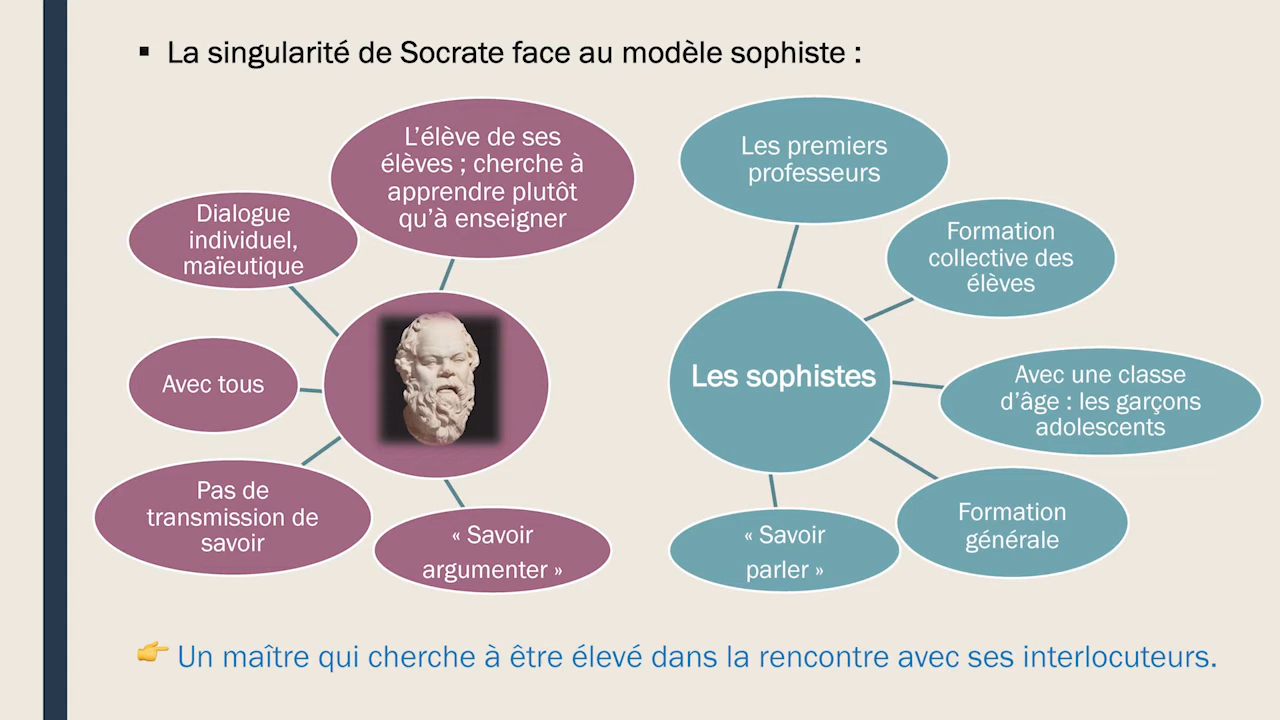 ▪ La singularité de Socrate face au modèle sophiste :
L’élève de ses
élèves ; cherche à
apprendre plutôt
qu’à enseigner
Dialogue
individuel,
maïeutique
Avec tous
Pas de
transmission de
savoir
« Savoir
argumenter »
Les premiers
professeurs
Formation
collective des
élèves
Les sophistes
Avec une classe
d’âge : les garçons
adolescents
Formation
générale
« Savoir
parler »
👉 Un maître qui cherche à être élevé dans la rencontre avec ses interlocuteurs.